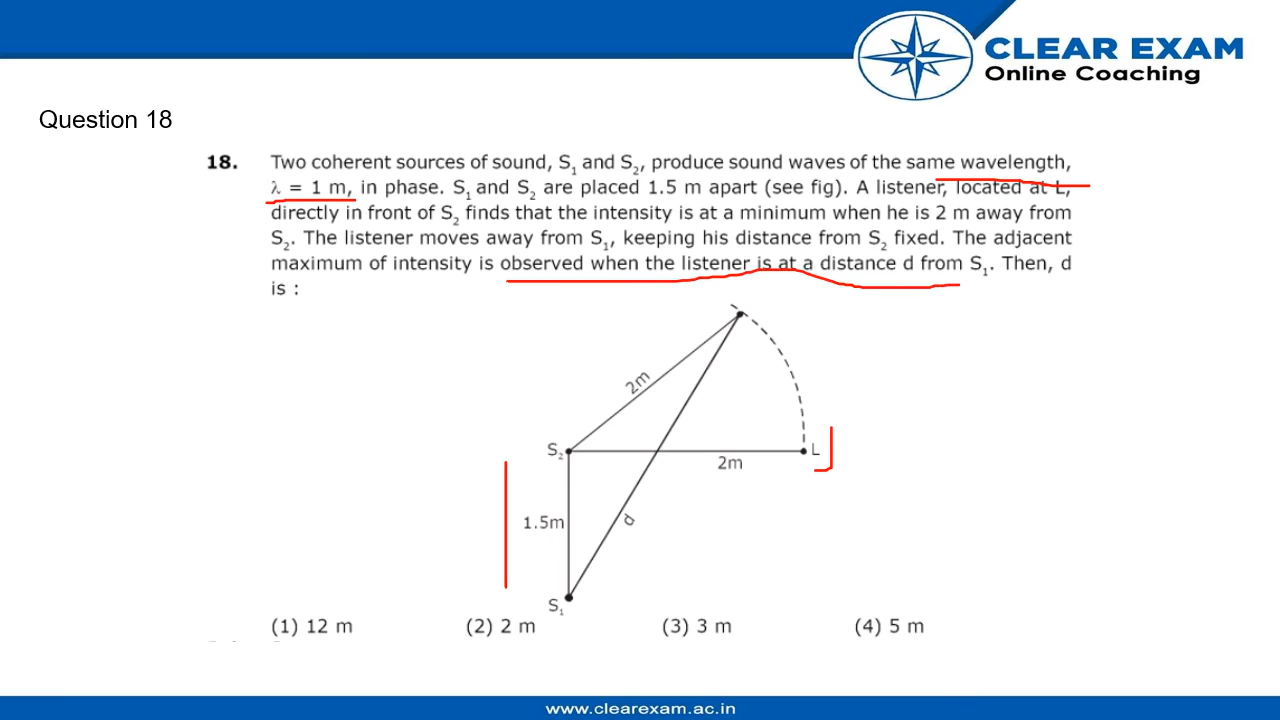 CLEAR EXAM
Online Coaching
Question 18
18. Two coherent sources of sound, S₁ and S₂, produce sound waves of the same wavelength,
λ = 1 m, in phase. S₁ and S₂ are placed 1.5 m apart (see fig). A listener, located at L,
directly in front of S₂ finds that the intensity is at a minimum when he is 2 m away from
S₂. The listener moves away from S₁, keeping his distance from S₂ fixed. The adjacent
maximum of intensity is observed when the listener is at a distance d from S₁. Then, d
is :
2m
S₂
L
2m
1.5m
d
S₁
(1) 12 m (2) 2 m (3) 3 m (4) 5 m
www.clearexam.ac.in